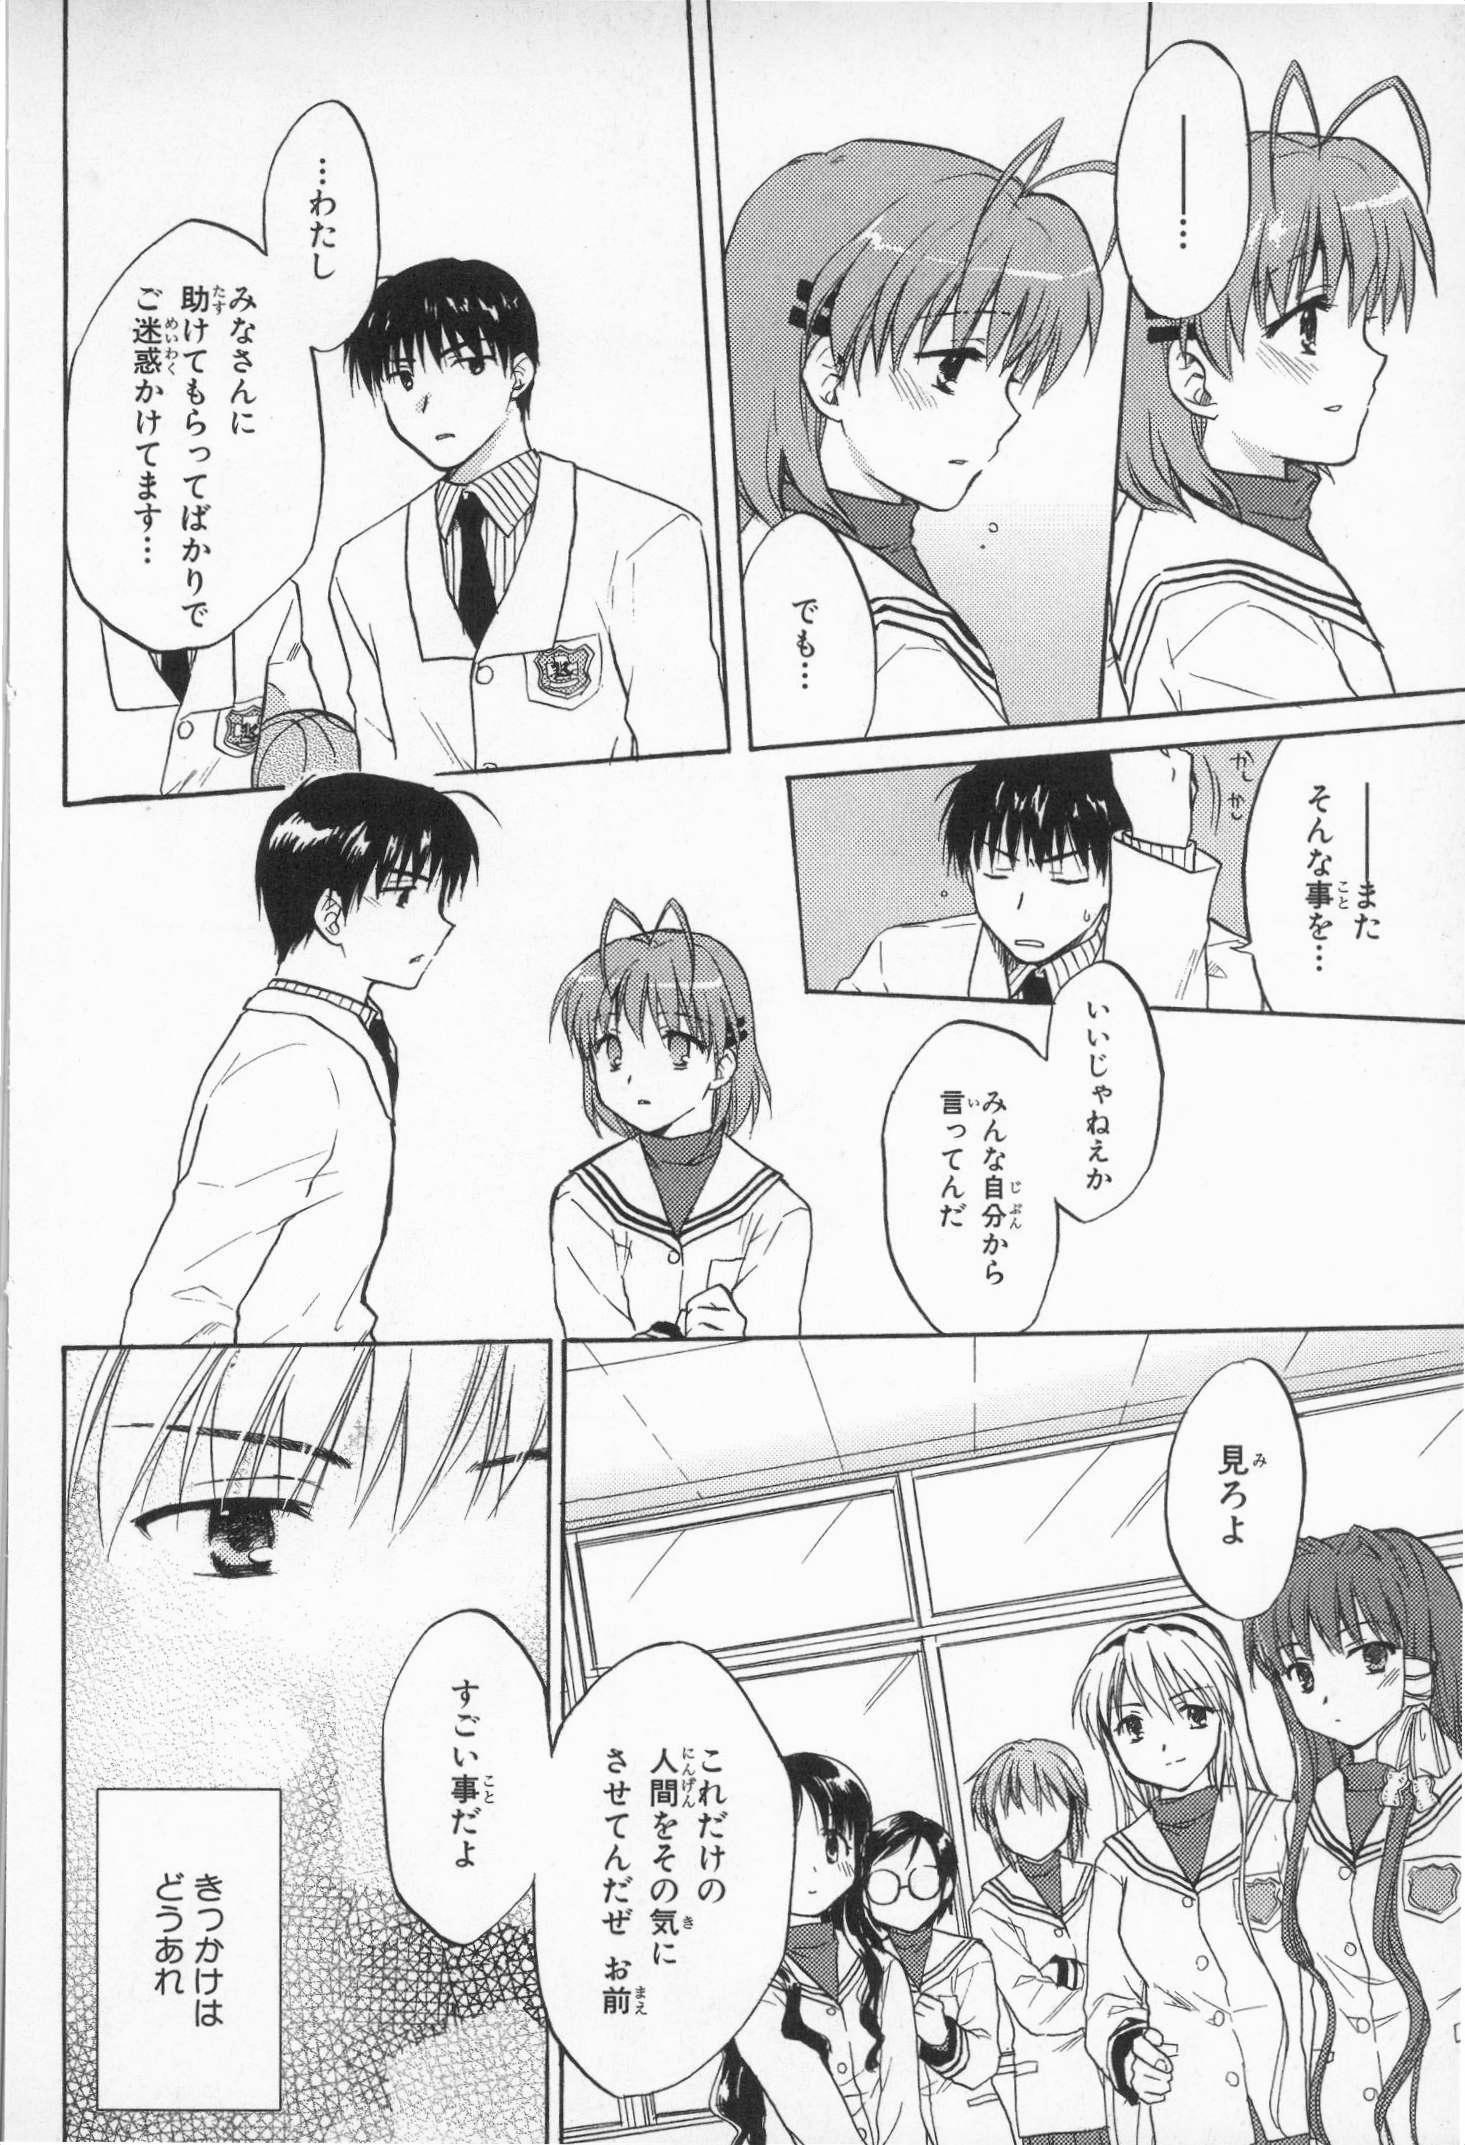 ――…
でも…
…わたし
みなさんに
助けてもらってばかりで
ご迷惑かけてます…
――また
そんな事を…
かし
かし
いいじゃねえか
みんな自分から
言ってんだ
見ろよ
これだけの
人間をその気に
させてんだぜ お前
すごい事だよ
きっかけは
どうあれ